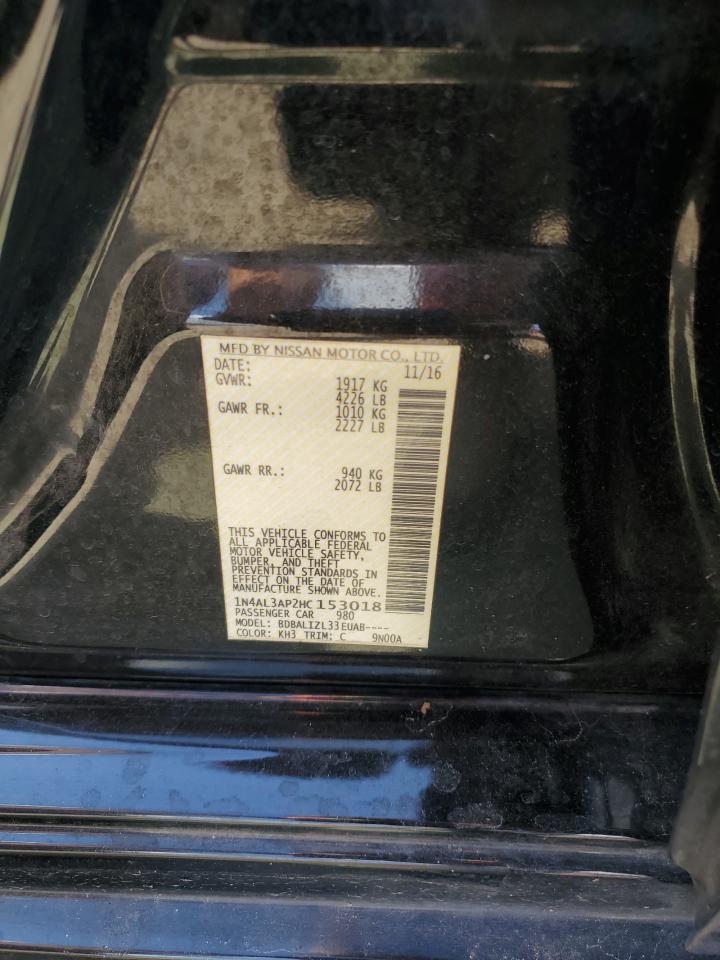 MFD BY NISSAN MOTOR CO., LTD.
DATE: 11/16
GVWR: 1917 KG
4226 LB
GAWR FR.: 1010 KG
2227 LB
GAWR RR.: 940 KG
2072 LB
THIS VEHICLE CONFORMS TO
ALL APPLICABLE FEDERAL
MOTOR VEHICLE SAFETY,
BUMPER, AND THEFT
PREVENTION STANDARDS IN
EFFECT ON THE DATE OF
MANUFACTURE SHOWN ABOVE.
1N4AL3AP2HC153018
PASSENGER CAR 980
MODEL: BDBALIZL33EUAB----
COLOR: KH3 TRIM: C 9N00A